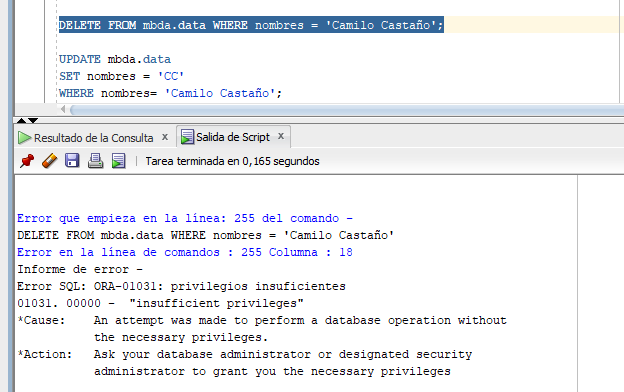 DELETE FROM mbda.data WHERE nombres = 'Camilo Castaño';
UPDATE mbda.data
SET nombres = 'CC'
WHERE nombres= 'Camilo Castaño';
Resultado de la Consulta x Salida de Script x
Tarea terminada en 0,165 segundos
Error que empieza en la línea: 255 del comando -
DELETE FROM mbda.data WHERE nombres = 'Camilo Castaño'
Error en la línea de comandos : 255 Columna : 18
Informe de error -
Error SQL: ORA-01031: privilegios insuficientes
01031. 00000 - "insufficient privileges"
*Cause: An attempt was made to perform a database operation without
the necessary privileges.
*Action: Ask your database administrator or designated security
administrator to grant you the necessary privileges